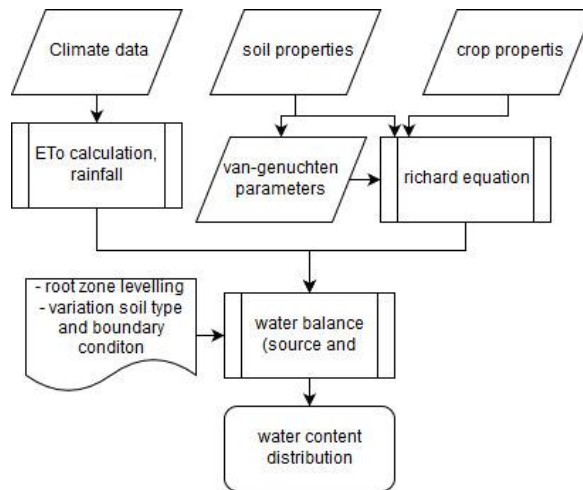 Climate data
soil properties
crop propertis
ETo calculation,
rainfall
van-genuchten
parameters
richard equation
- root zone levelling
- variation soil type
and boundary
conditon
water balance
(source and
water content
distribution